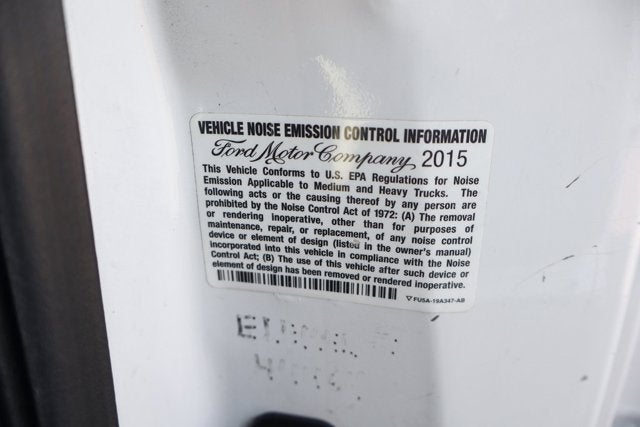 VEHICLE NOISE EMISSION CONTROL INFORMATION
Ford Motor Company, 2015
This Vehicle Conforms to U.S. EPA Regulations for Noise
Emission Applicable to Medium and Heavy Trucks. The
following acts or the causing thereof by any person are
prohibited by the Noise Control Act of 1972: (A) The removal
or rendering inoperative, other than for purposes of
maintenance, repair, or replacement, of any noise control
device or element of design (listed in the owner's manual)
incorporated into this vehicle in compliance with the Noise
Control Act; (B) The use of this vehicle after such device or
element of design has been removed or rendered inoperative.
FU5A-19A347-AB